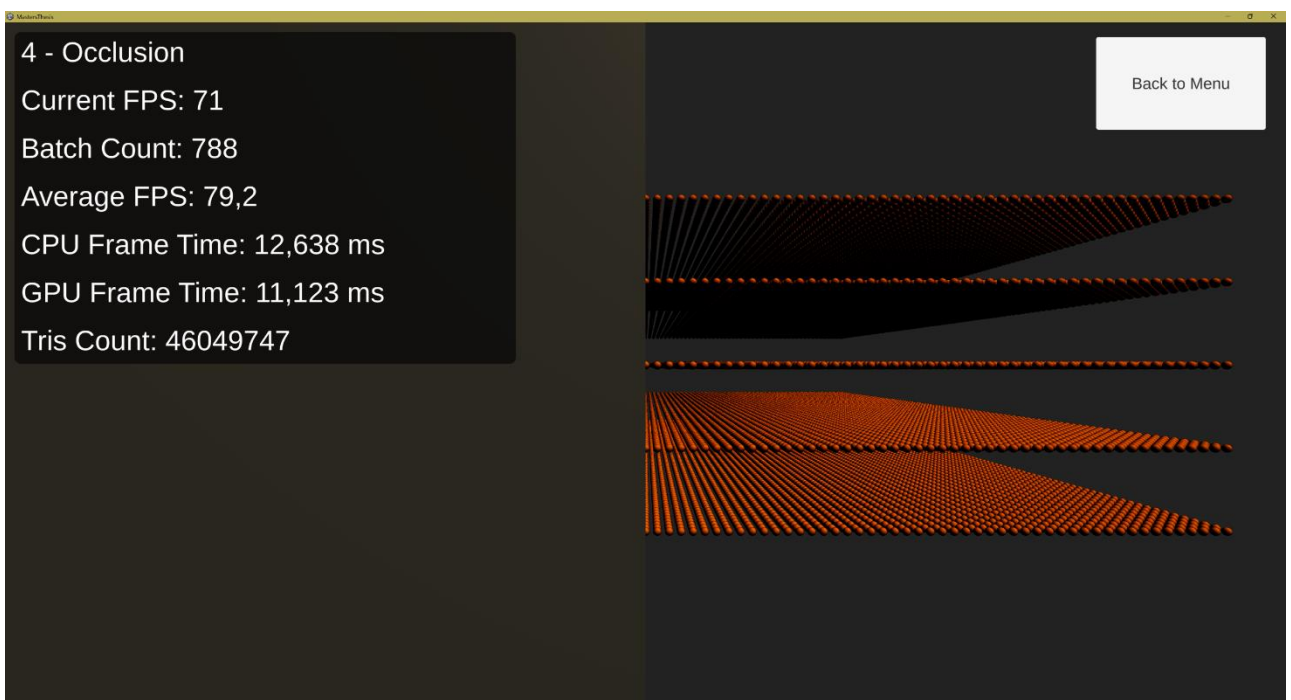 MastersThesis
4 - Occlusion
Current FPS: 71
Batch Count: 788
Average FPS: 79,2
CPU Frame Time: 12,638 ms
GPU Frame Time: 11,123 ms
Tris Count: 46049747
Back to Menu